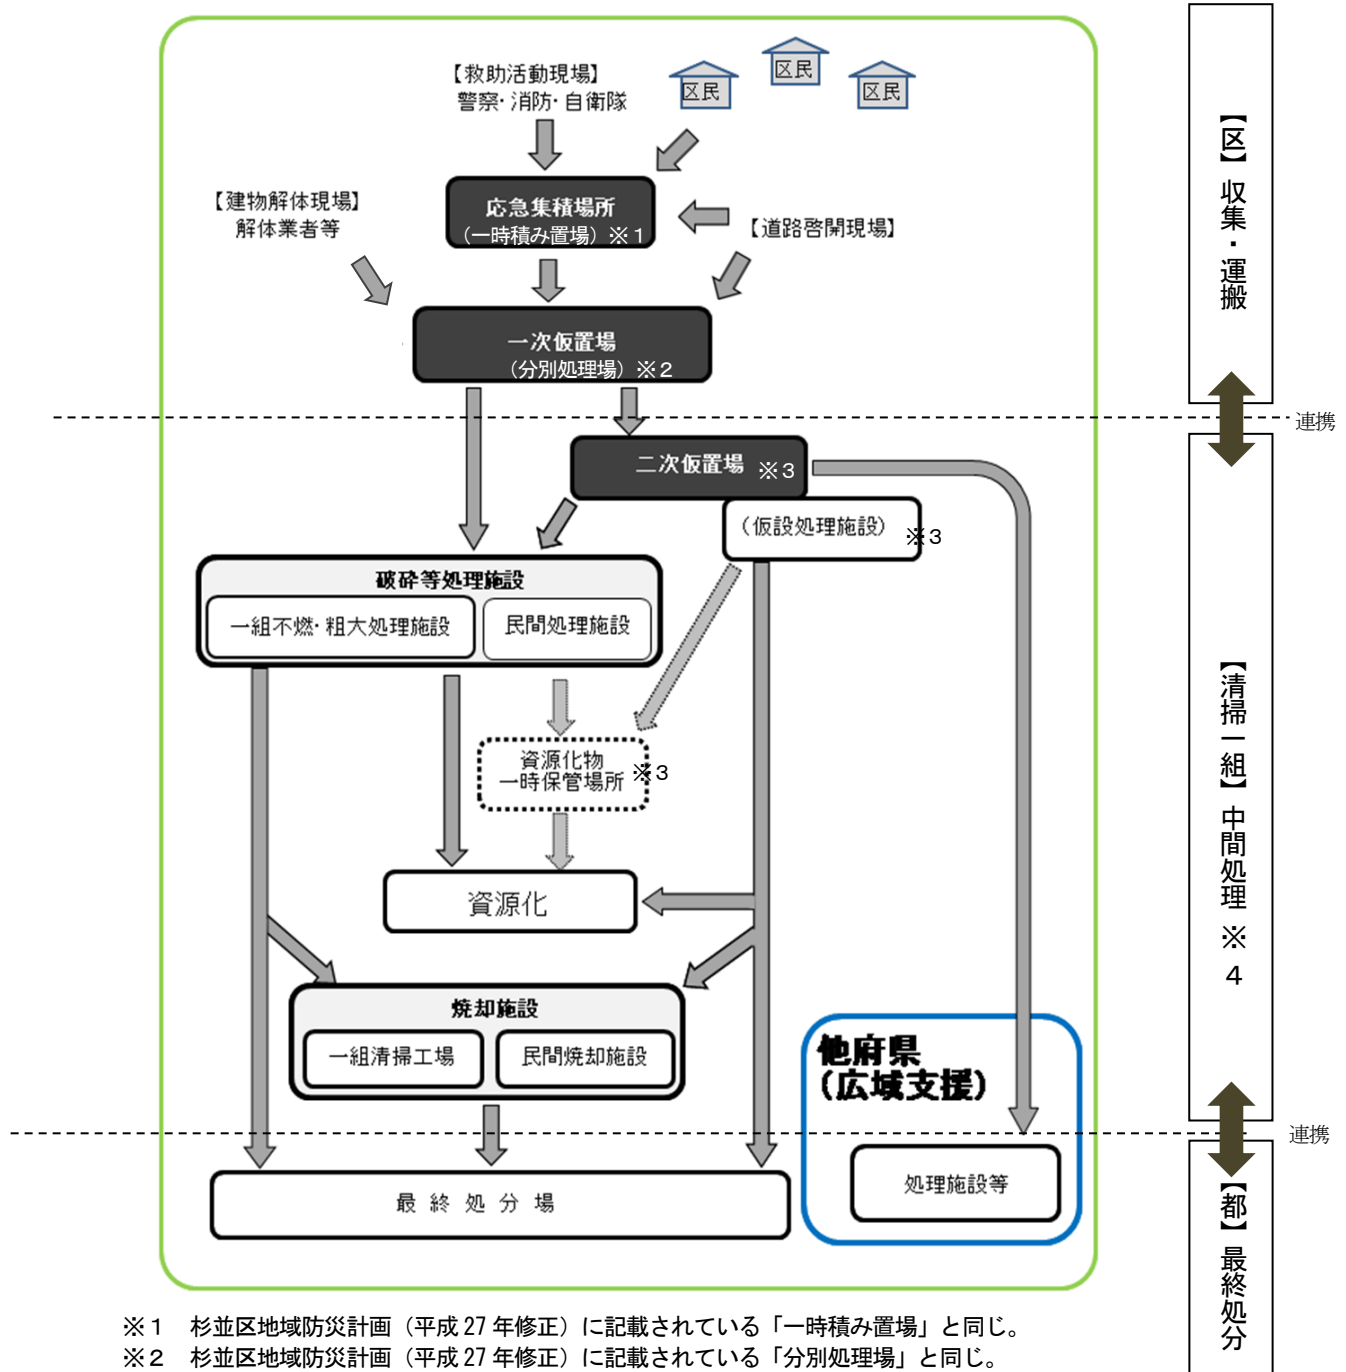 【救助活動現場】
警察・消防・自衛隊
区民
区民
区民
【建物解体現場】
解体業者等
応急集積場所
(一時積み置場) ※1
【道路啓開現場】
一次仮置場
(分別処理場) ※2
二次仮置場 ※3
(仮設処理施設) ※3
破砕等処理施設
一組不燃・粗大処理施設
民間処理施設
資源化物
一時保管場所 ※3
資源化
焼却施設
一組清掃工場
民間焼却施設
他府県
(広域支援)
処理施設等
最終処分場
【区】収集・運搬
連携
【清掃一組】中間処理※4
連携
【都】最終処分
※1 杉並区地域防災計画(平成27年修正)に記載されている「一時積み置場」と同じ。
※2 杉並区地域防災計画(平成27年修正)に記載されている「分別処理場」と同じ。